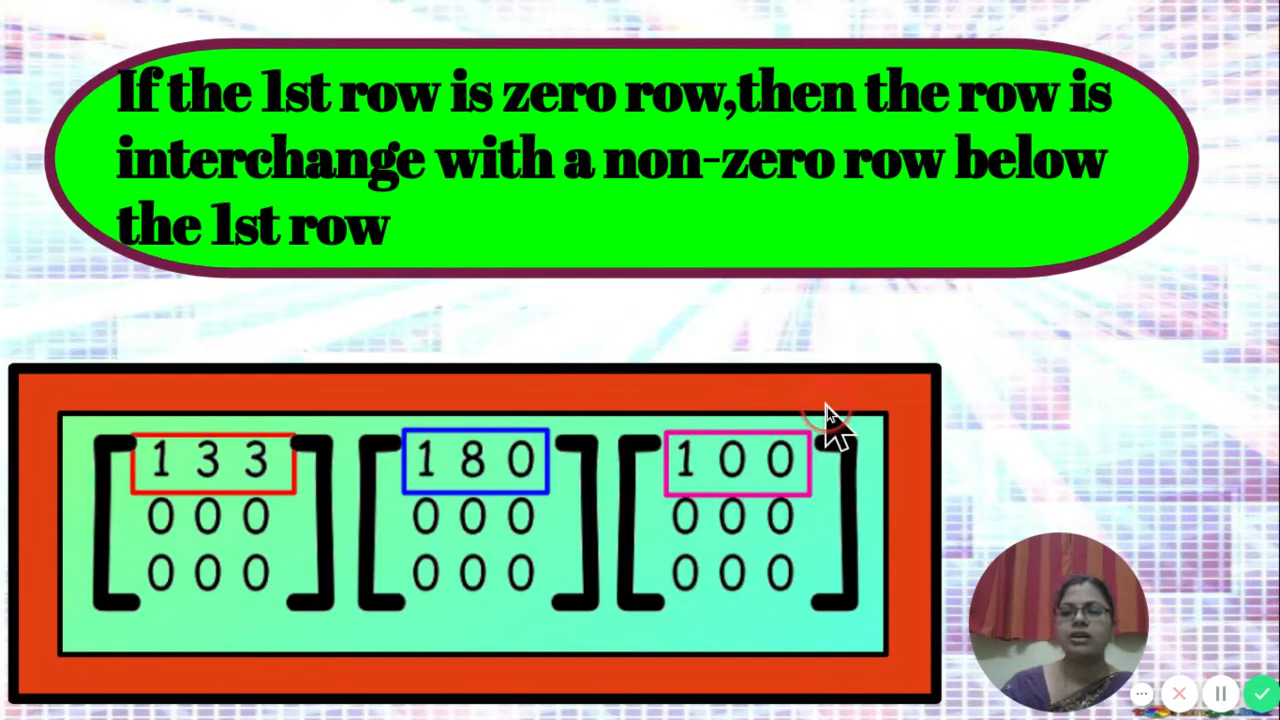 If the 1st row is zero row,then the row is
interchange with a non-zero row below
the 1st row
1 3 3 1 8 0 1 0 0
0 0 0 0 0 0 0 0 0
0 0 0 0 0 0 0 0 0